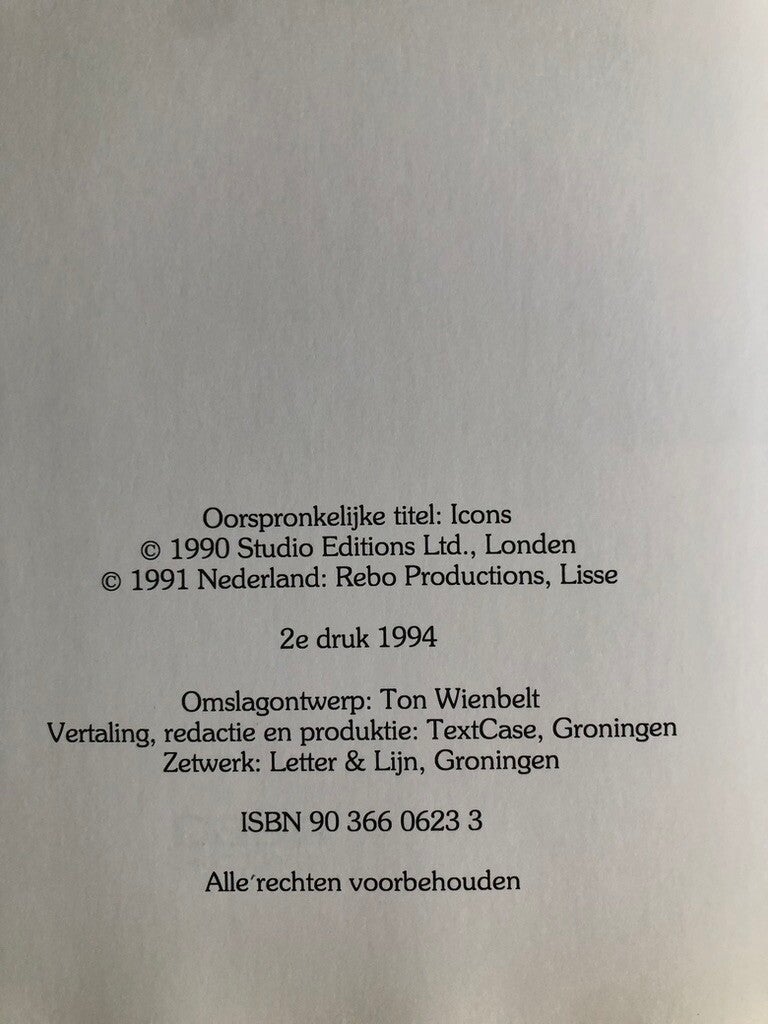 Oorspronkelijke titel: Icons
© 1990 Studio Editions Ltd., Londen
© 1991 Nederland: Rebo Productions, Lisse
2e druk 1994
Omslagontwerp: Ton Wienbelt
Vertaling, redactie en produktie: TextCase, Groningen
Zetwerk: Letter & Lijn, Groningen
ISBN 90 366 0623 3
Alle rechten voorbehouden